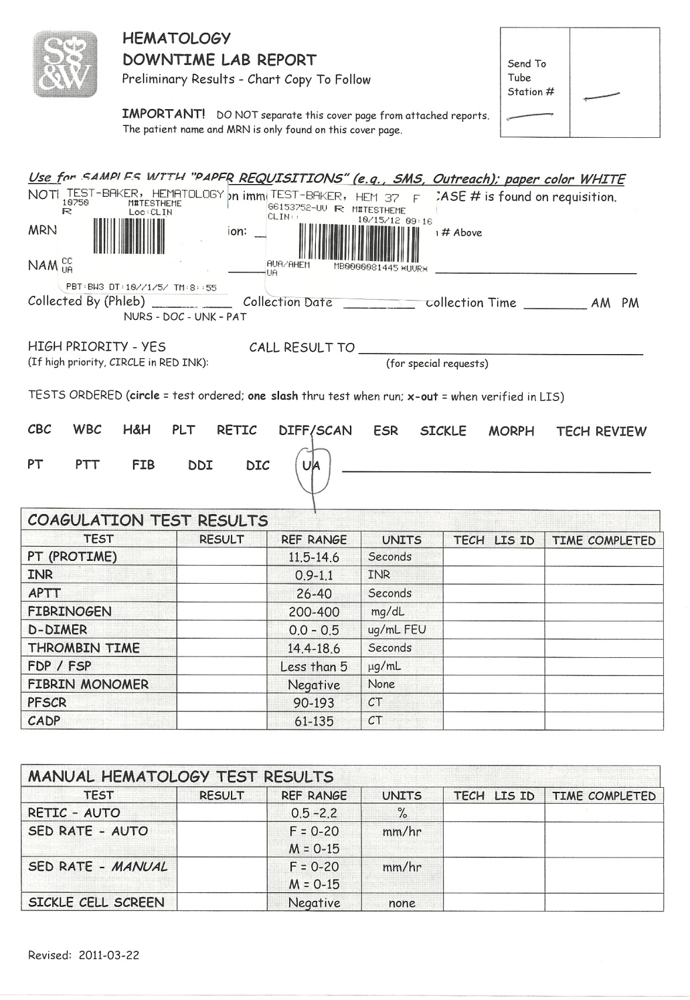 S&W
HEMATOLOGY
DOWNTIME LAB REPORT
Preliminary Results - Chart Copy To Follow
Send To
Tube
Station #
IMPORTANT! DO NOT separate this cover page from attached reports.
The patient name and MRN is only found on this cover page.
Use for SAMPLES WITH "PAPER REQUISITIONS" (e.g., SMS, Outreach); paper color WHITE
NOT on imm CASE # is found on requisition.
TEST-BAKER, HEMATOLOGY
10750 M#TESTHEME
R Loc:CLIN
CC
UA
PBT:BW3 DT:10//1/5/ TM:8::55
TEST-BAKER, HEM 37 F
G6153752-UV R M#TESTHEME
CLIN:: 10/15/12 09:16
AUA/AHEM MB0000081445 *UUR*
UA
MRN ion: # Above
NAM
Collected By (Phleb) Collection Date Collection Time AM PM
NURS - DOC - UNK - PAT
HIGH PRIORITY - YES CALL RESULT TO
(If high priority, CIRCLE in RED INK): (for special requests)
TESTS ORDERED (circle = test ordered; one slash thru test when run; x-out = when verified in LIS)
CBC WBC H&H PLT RETIC DIFF/SCAN ESR SICKLE MORPH TECH REVIEW
PT PTT FIB DDI DIC UA
COAGULATION TEST RESULTS
TEST RESULT REF RANGE UNITS TECH LIS ID TIME COMPLETED
PT (PROTIME) 11.5-14.6 Seconds
INR 0.9-1.1 INR
APTT 26-40 Seconds
FIBRINOGEN 200-400 mg/dL
D-DIMER 0.0 - 0.5 ug/mL FEU
THROMBIN TIME 14.4-18.6 Seconds
FDP / FSP Less than 5 µg/mL
FIBRIN MONOMER Negative None
PFSCR 90-193 CT
CADP 61-135 CT
MANUAL HEMATOLOGY TEST RESULTS
TEST RESULT REF RANGE UNITS TECH LIS ID TIME COMPLETED
RETIC - AUTO 0.5 -2.2 %
SED RATE - AUTO F = 0-20 mm/hr
M = 0-15
SED RATE - MANUAL F = 0-20 mm/hr
M = 0-15
SICKLE CELL SCREEN Negative none
Revised: 2011-03-22